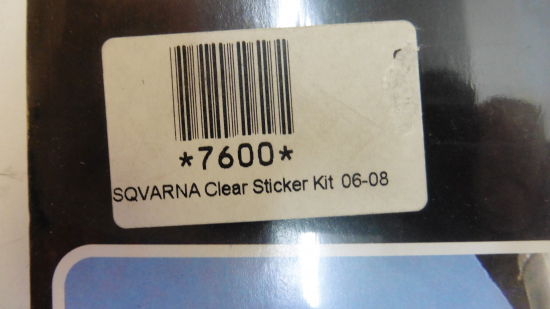 *7600*
SQVARNA Clear Sticker Kit 06-08